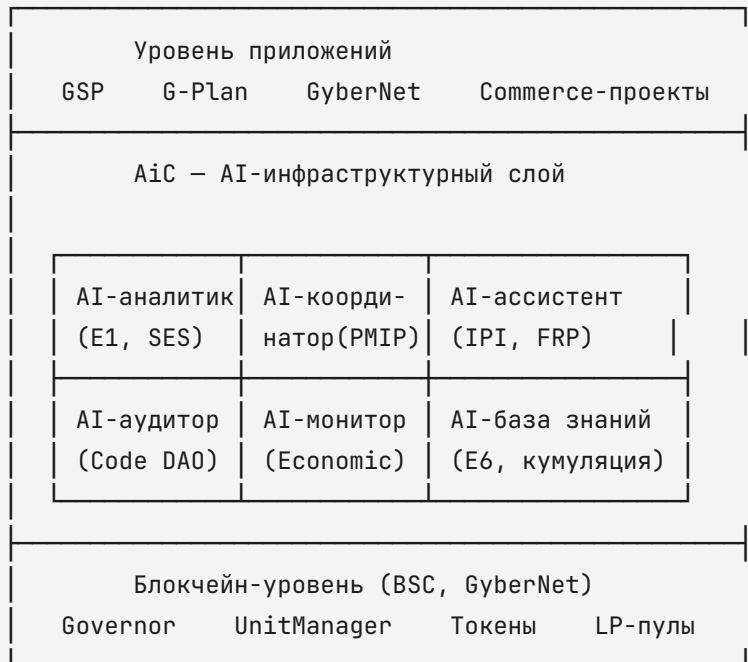 Уровень приложений
GSP G-Plan GyberNet Commerce-проекты
AiC — AI-инфраструктурный слой
AI-аналитик AI-коорди- AI-ассистент
(E1, SES) натор(PMIP) (IPI, FRP)
AI-аудитор AI-монитор AI-база знаний
(Code DAO) (Economic) (E6, кумуляция)
Блокчейн-уровень (BSC, GyberNet)
Governor UnitManager Токены LP-пулы